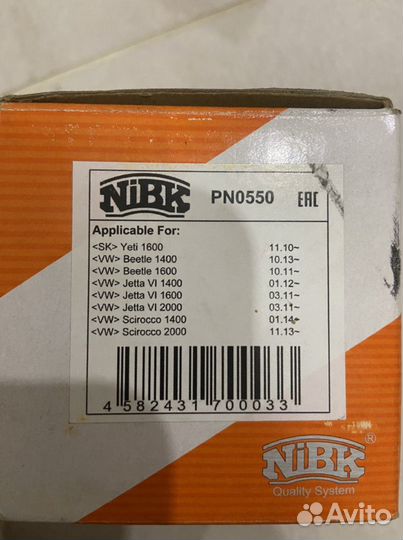 NiBK PN0550 EAC
Applicable For:
<SK> Yeti 1600 11.10~
<VW> Beetle 1400 10.13~
<VW> Beetle 1600 10.11~
<VW> Jetta VI 1400 01.12~
<VW> Jetta VI 1600 03.11~
<VW> Jetta VI 2000 03.11~
<VW> Scirocco 1400 01.14~
<VW> Scirocco 2000 11.13~
4 582431 700033
NiBK®
Quality System
Avito